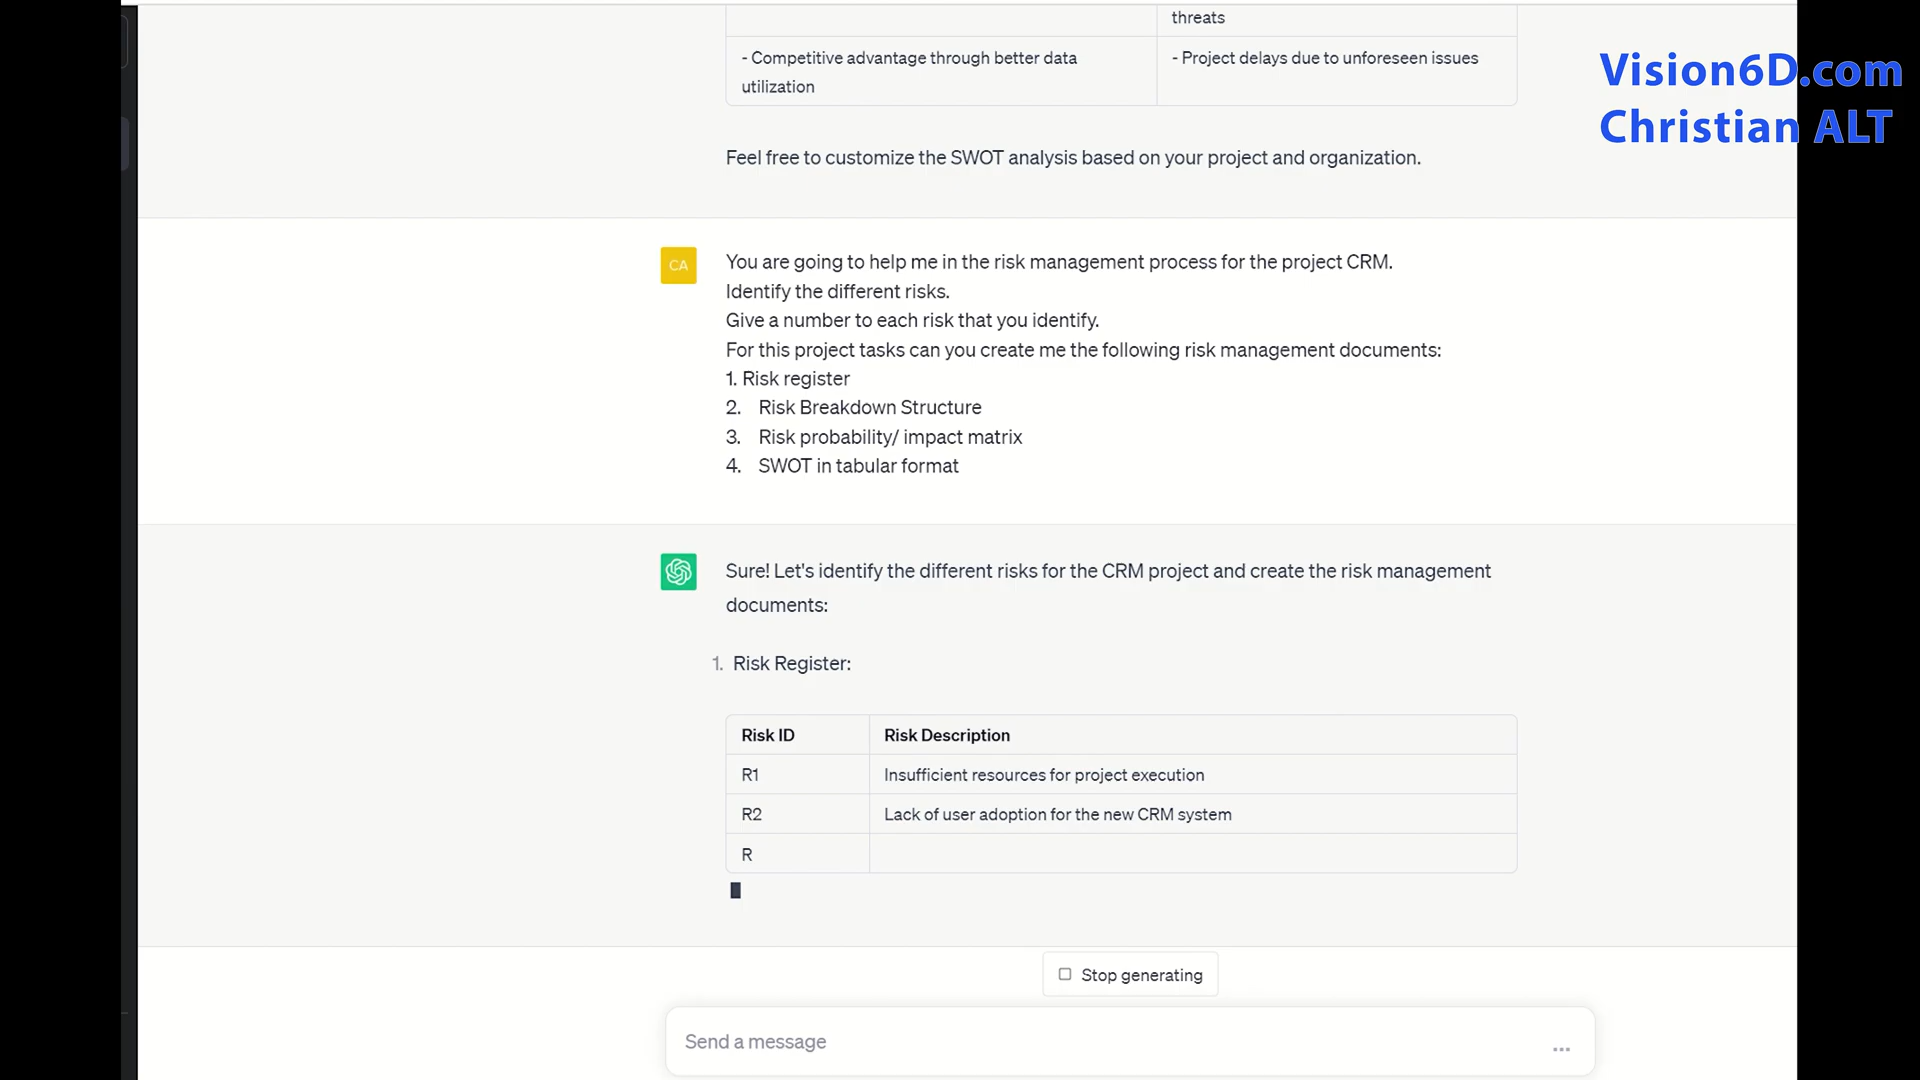 threats
- Competitive advantage through better data
utilization
- Project delays due to unforeseen issues
Vision6D.com
Christian ALT
Feel free to customize the SWOT analysis based on your project and organization.
CA
You are going to help me in the risk management process for the project CRM.
Identify the different risks.
Give a number to each risk that you identify.
For this project tasks can you create me the following risk management documents:
1. Risk register
2. Risk Breakdown Structure
3. Risk probability/ impact matrix
4. SWOT in tabular format
Sure! Let's identify the different risks for the CRM project and create the risk management
documents:
1. Risk Register:
Risk ID Risk Description
R1 Insufficient resources for project execution
R2 Lack of user adoption for the new CRM system
R
Stop generating
Send a message
...